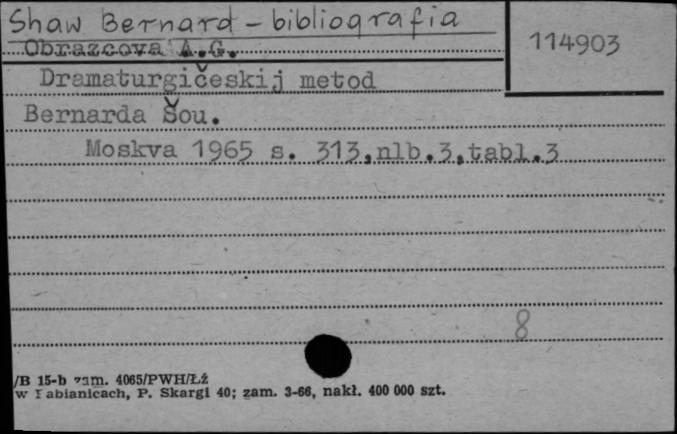 Shaw Bernard - bibliografia
114903
Obrazcova A.G.
Dramaturgičeskij metod
Bernarda Šou.
Moskva 1965 s. 313,nlb.3,tabl.3
8
/B 15-b zam. 4065/PWH/Łż
w Pabianicach, P. Skargi 40; zam. 3-66, nakł. 400 000 szt.